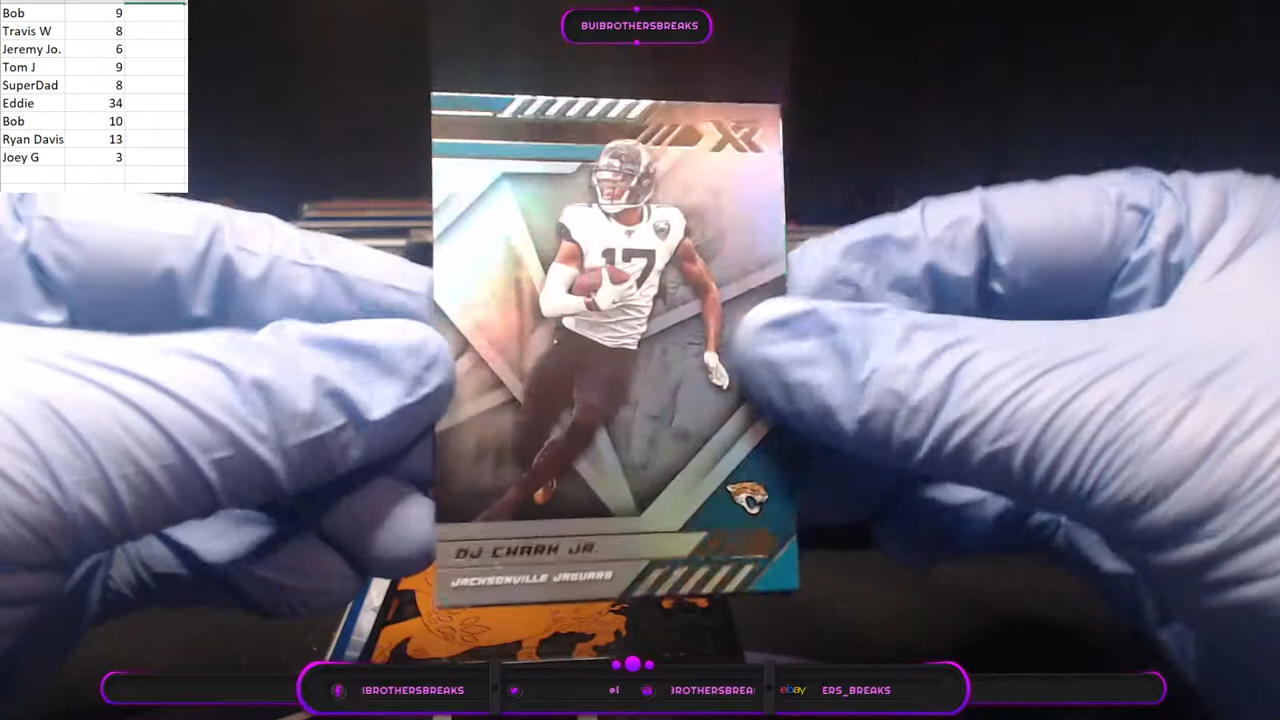 Bob 9
Travis W 8
Jeremy Jo. 6
Tom J 9
SuperDad 8
Eddie 34
Bob 10
Ryan Davis 13
Joey G 3
BUIBROTHERSBREAKS
XR
17
DJ CHARK JR.
JACKSONVILLE JAGUARS
IBROTHERSBREAKS
@I
BROTHERSBREA
ebay ERS_BREAKS